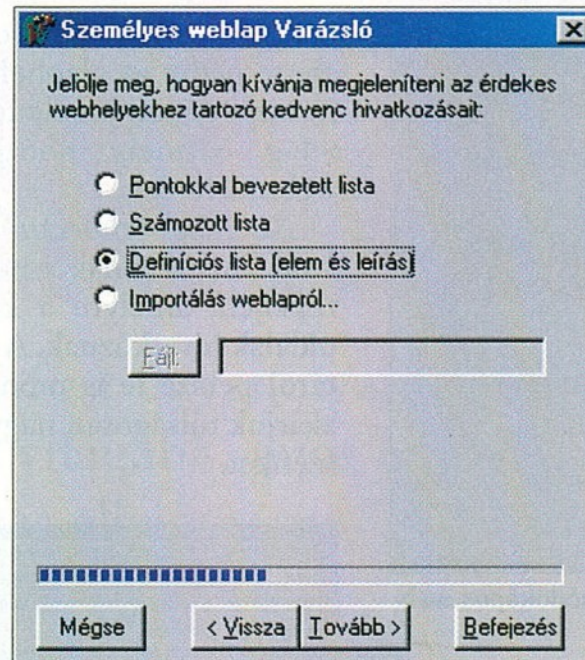 Személyes weblap Varázsló
Jelölje meg, hogyan kívánja megjeleníteni az érdekes
webhelyekhez tartozó kedvenc hivatkozásait:
Pontokkal bevezetett lista
Számozott lista
Definíciós lista (elem és leírás)
Importálás weblapról...
Fájl:
Mégse
< Vissza
Tovább >
Befejezés